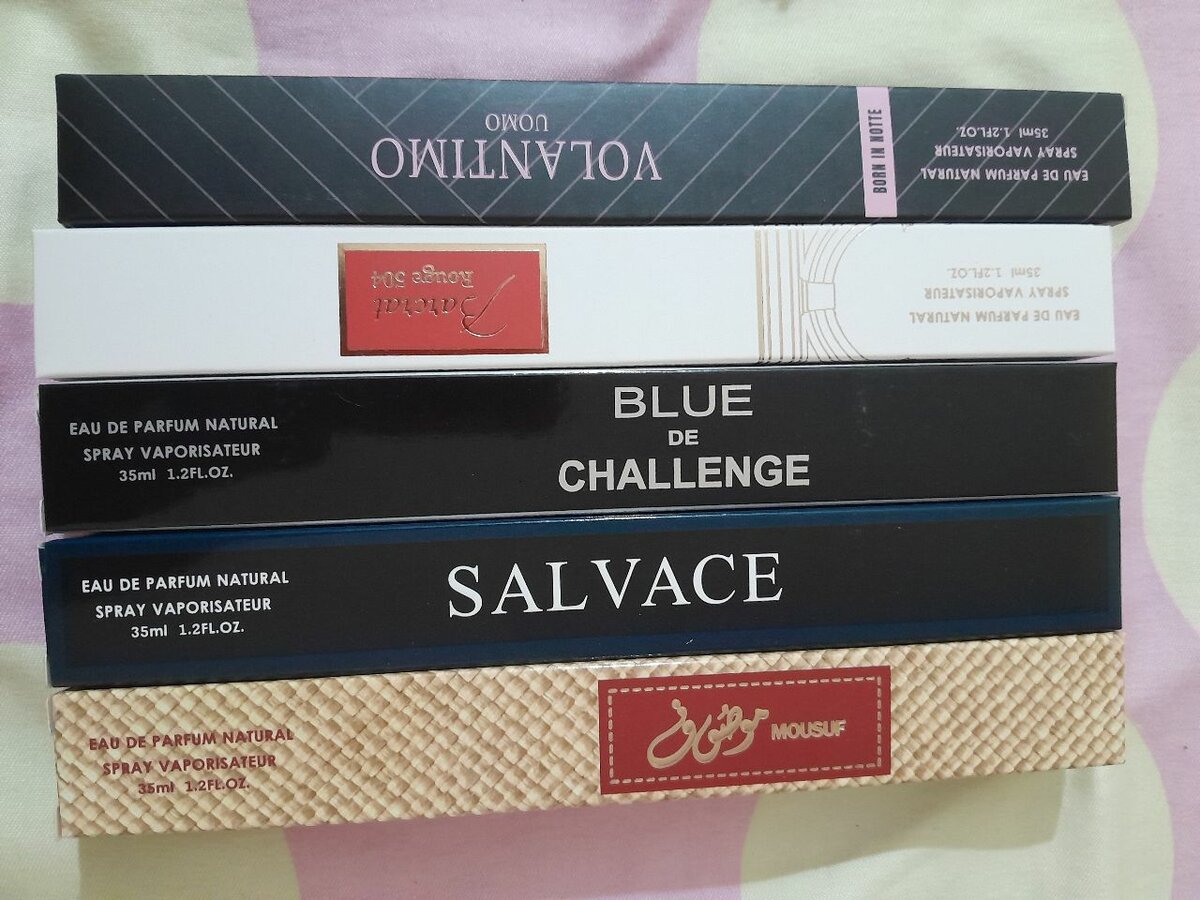 VOLANTIMO
UOMO
BORN IN NOTTE
EAU DE PARFUM NATURAL
SPRAY VAPORISATEUR
35ml 1.2FL.OZ.
Barcrat
Rouge 504
EAU DE PARFUM NATURAL
SPRAY VAPORISATEUR
35ml 1.2FL.OZ.
EAU DE PARFUM NATURAL
SPRAY VAPORISATEUR
35ml 1.2FL.OZ.
BLUE
DE
CHALLENGE
EAU DE PARFUM NATURAL
SPRAY VAPORISATEUR
35ml 1.2FL.OZ.
SALVACE
EAU DE PARFUM NATURAL
SPRAY VAPORISATEUR
35ml 1.2FL.OZ.
MOUSUF